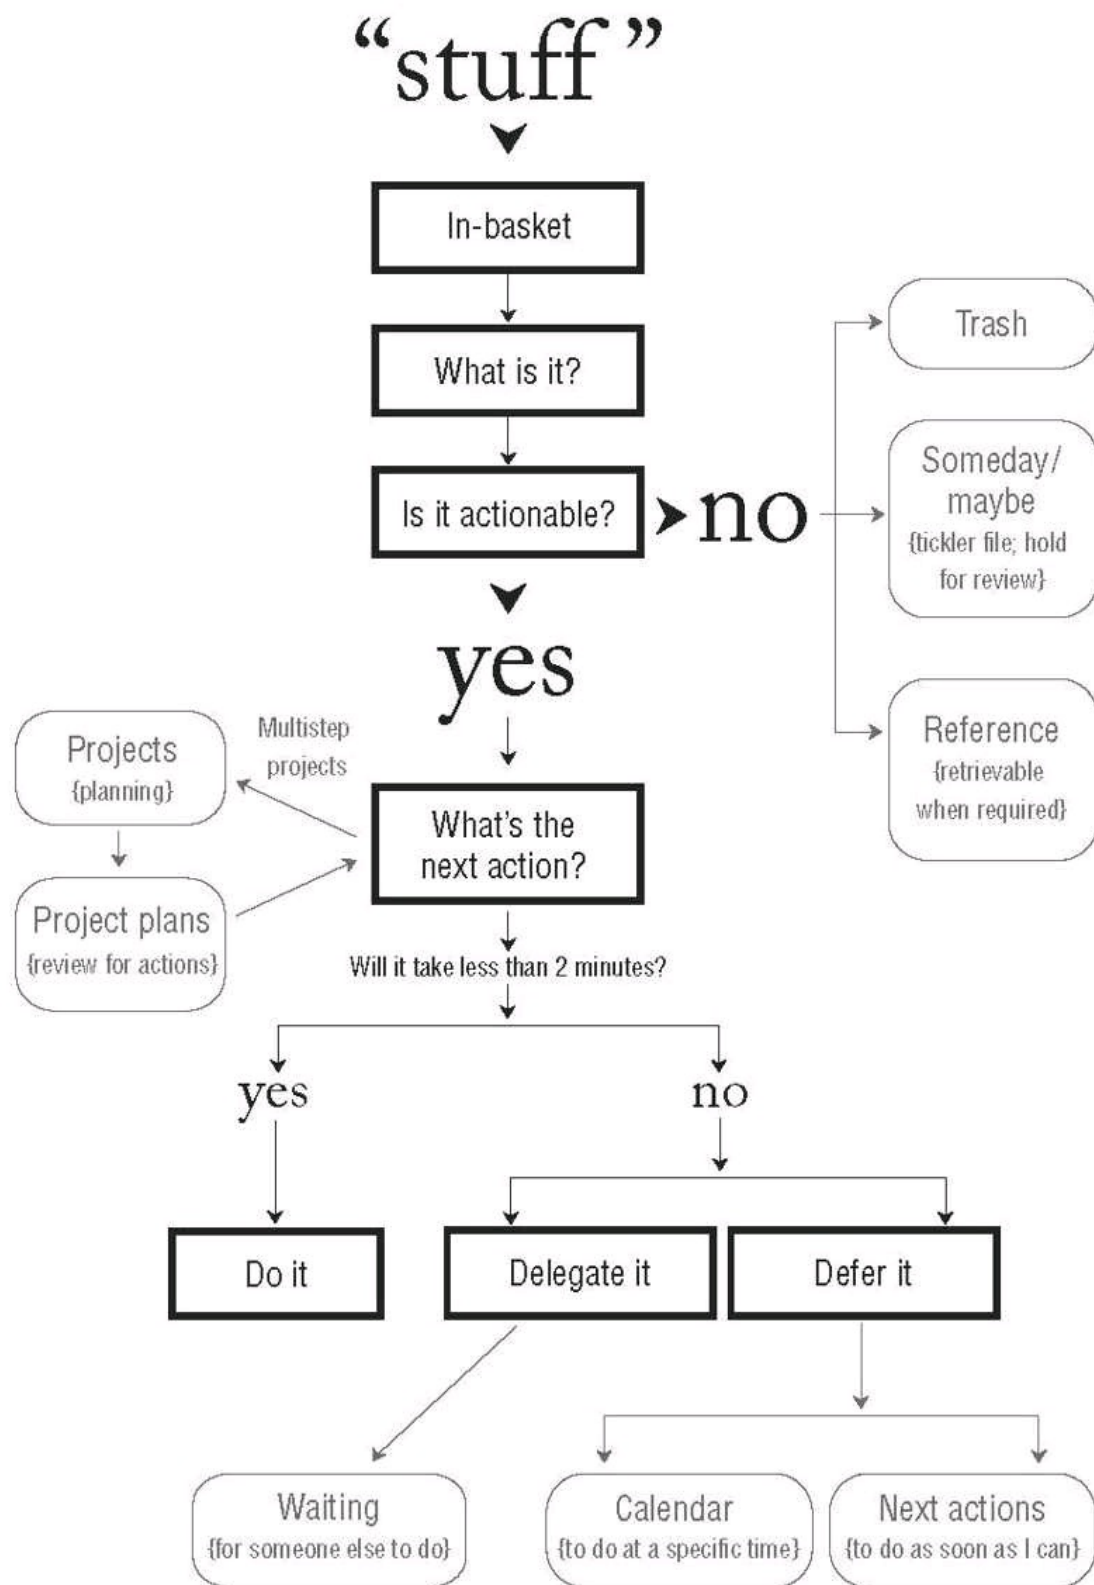 “stuff”
In-basket
What is it?
Is it actionable?
no
Trash
Someday/
maybe
{tickler file; hold
for review}
Reference
{retrievable
when required}
yes
Multistep
projects
Projects
{planning}
Project plans
{review for actions}
What's the
next action?
Will it take less than 2 minutes?
yes
no
Do it
Delegate it
Defer it
Waiting
{for someone else to do}
Calendar
{to do at a specific time}
Next actions
{to do as soon as I can}